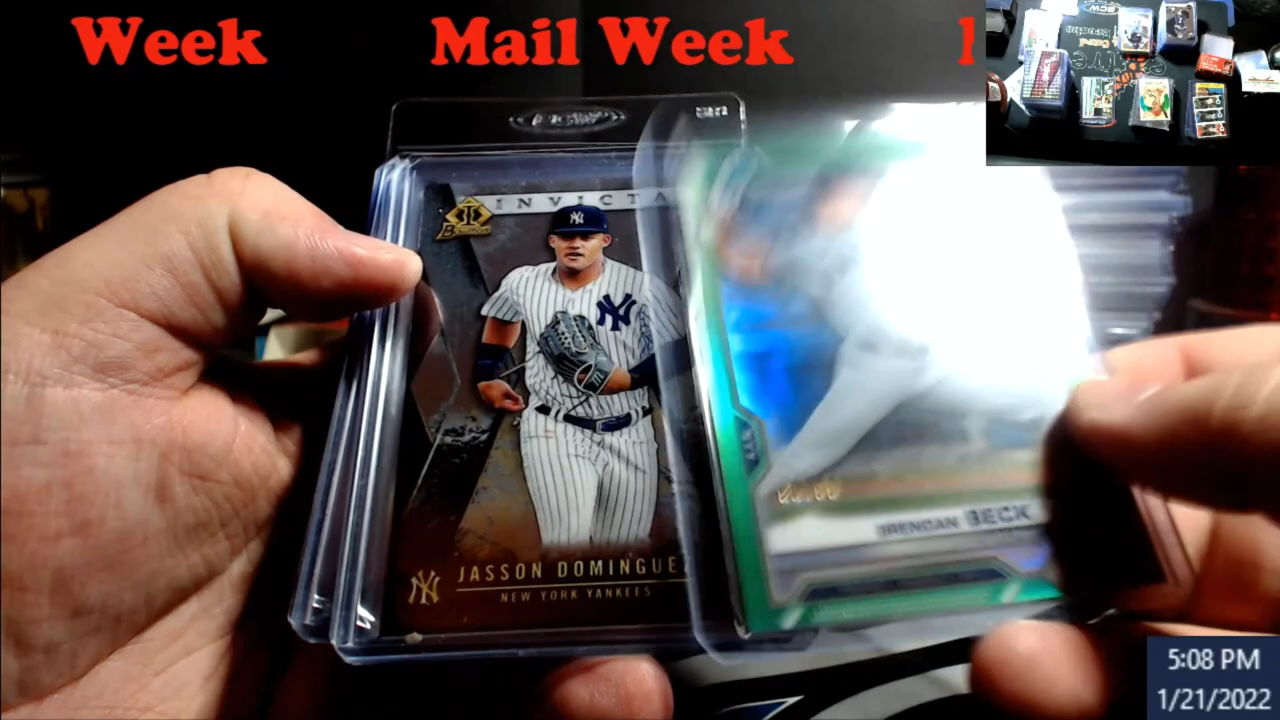 Week Mail Week
INVICTA
JASSON DOMINGUE
NEW YORK YANKEES
NY
BRENDAN BECK
5:08 PM
1/21/2022